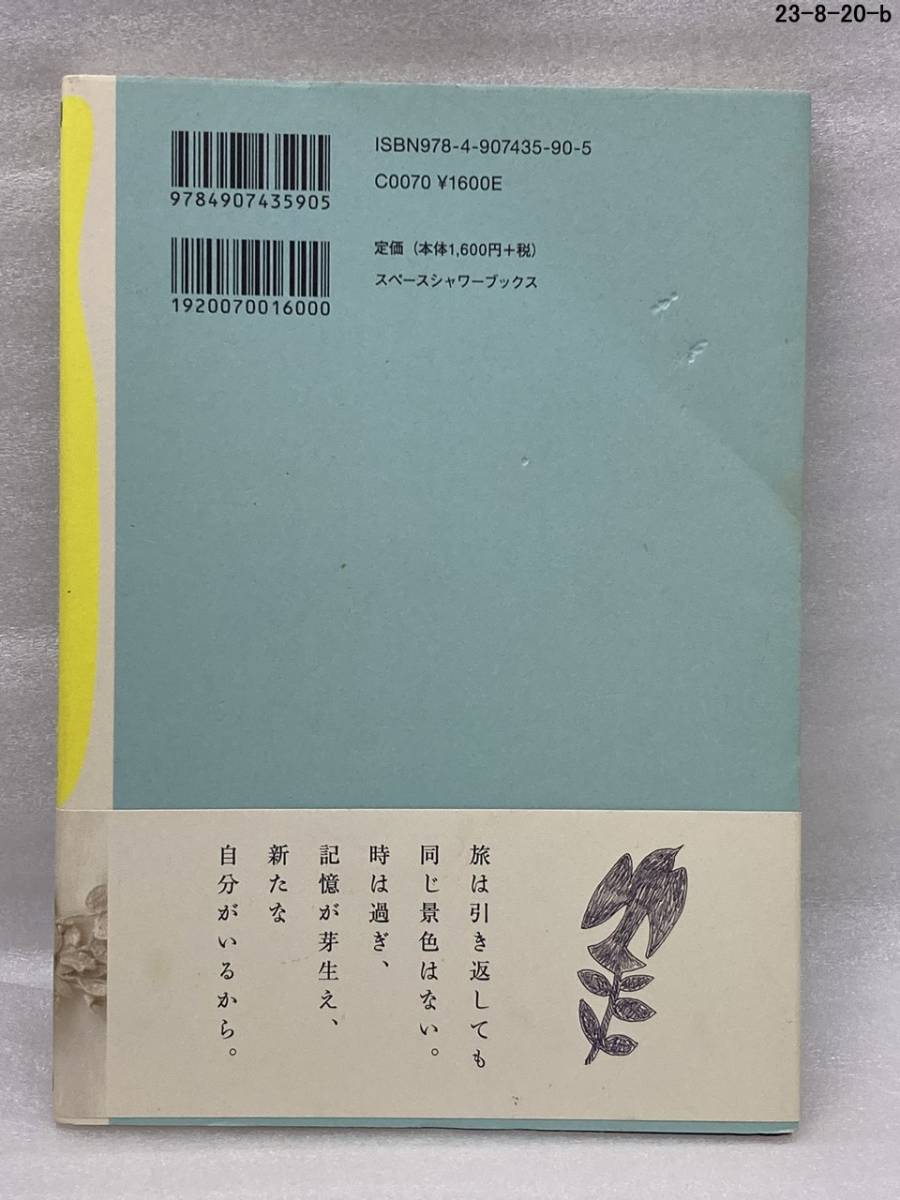 23-8-20-b
9784907435905
1920070016000
ISBN978-4-907435-90-5
C0070 ¥1600E
定価（本体1,600円＋税）
スペースシャワーブックス
旅は引き返しても
同じ景色はない。
時は過ぎ、
記憶が芽生え、
新たな
自分がいるから。